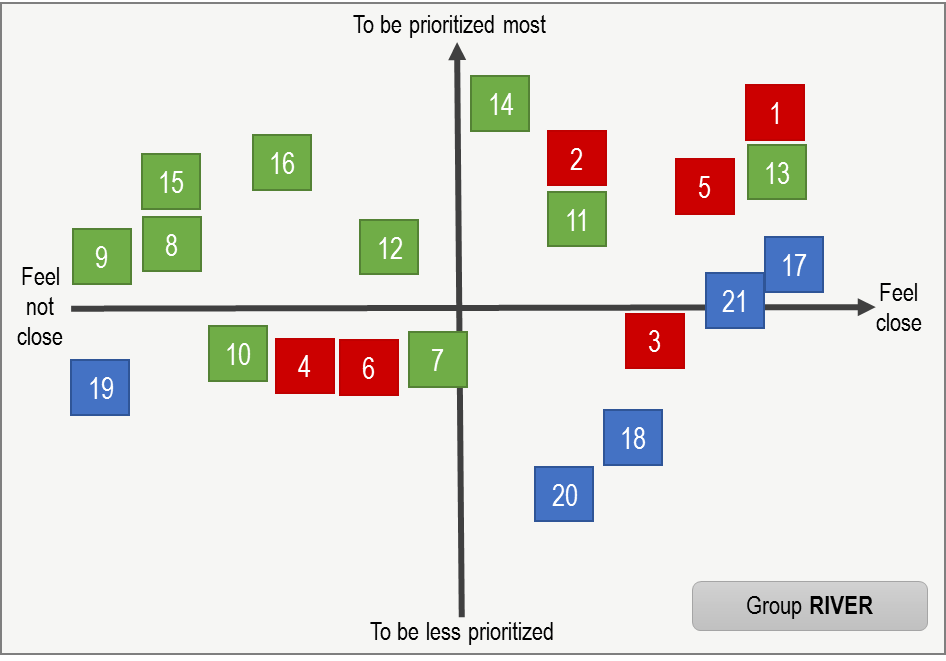 To be prioritized most
14
1
2
16
13
15
5
11
8
12
9
17
Feel
not
close
21
Feel
close
3
10
7
4
6
19
18
20
Group RIVER
To be less prioritized